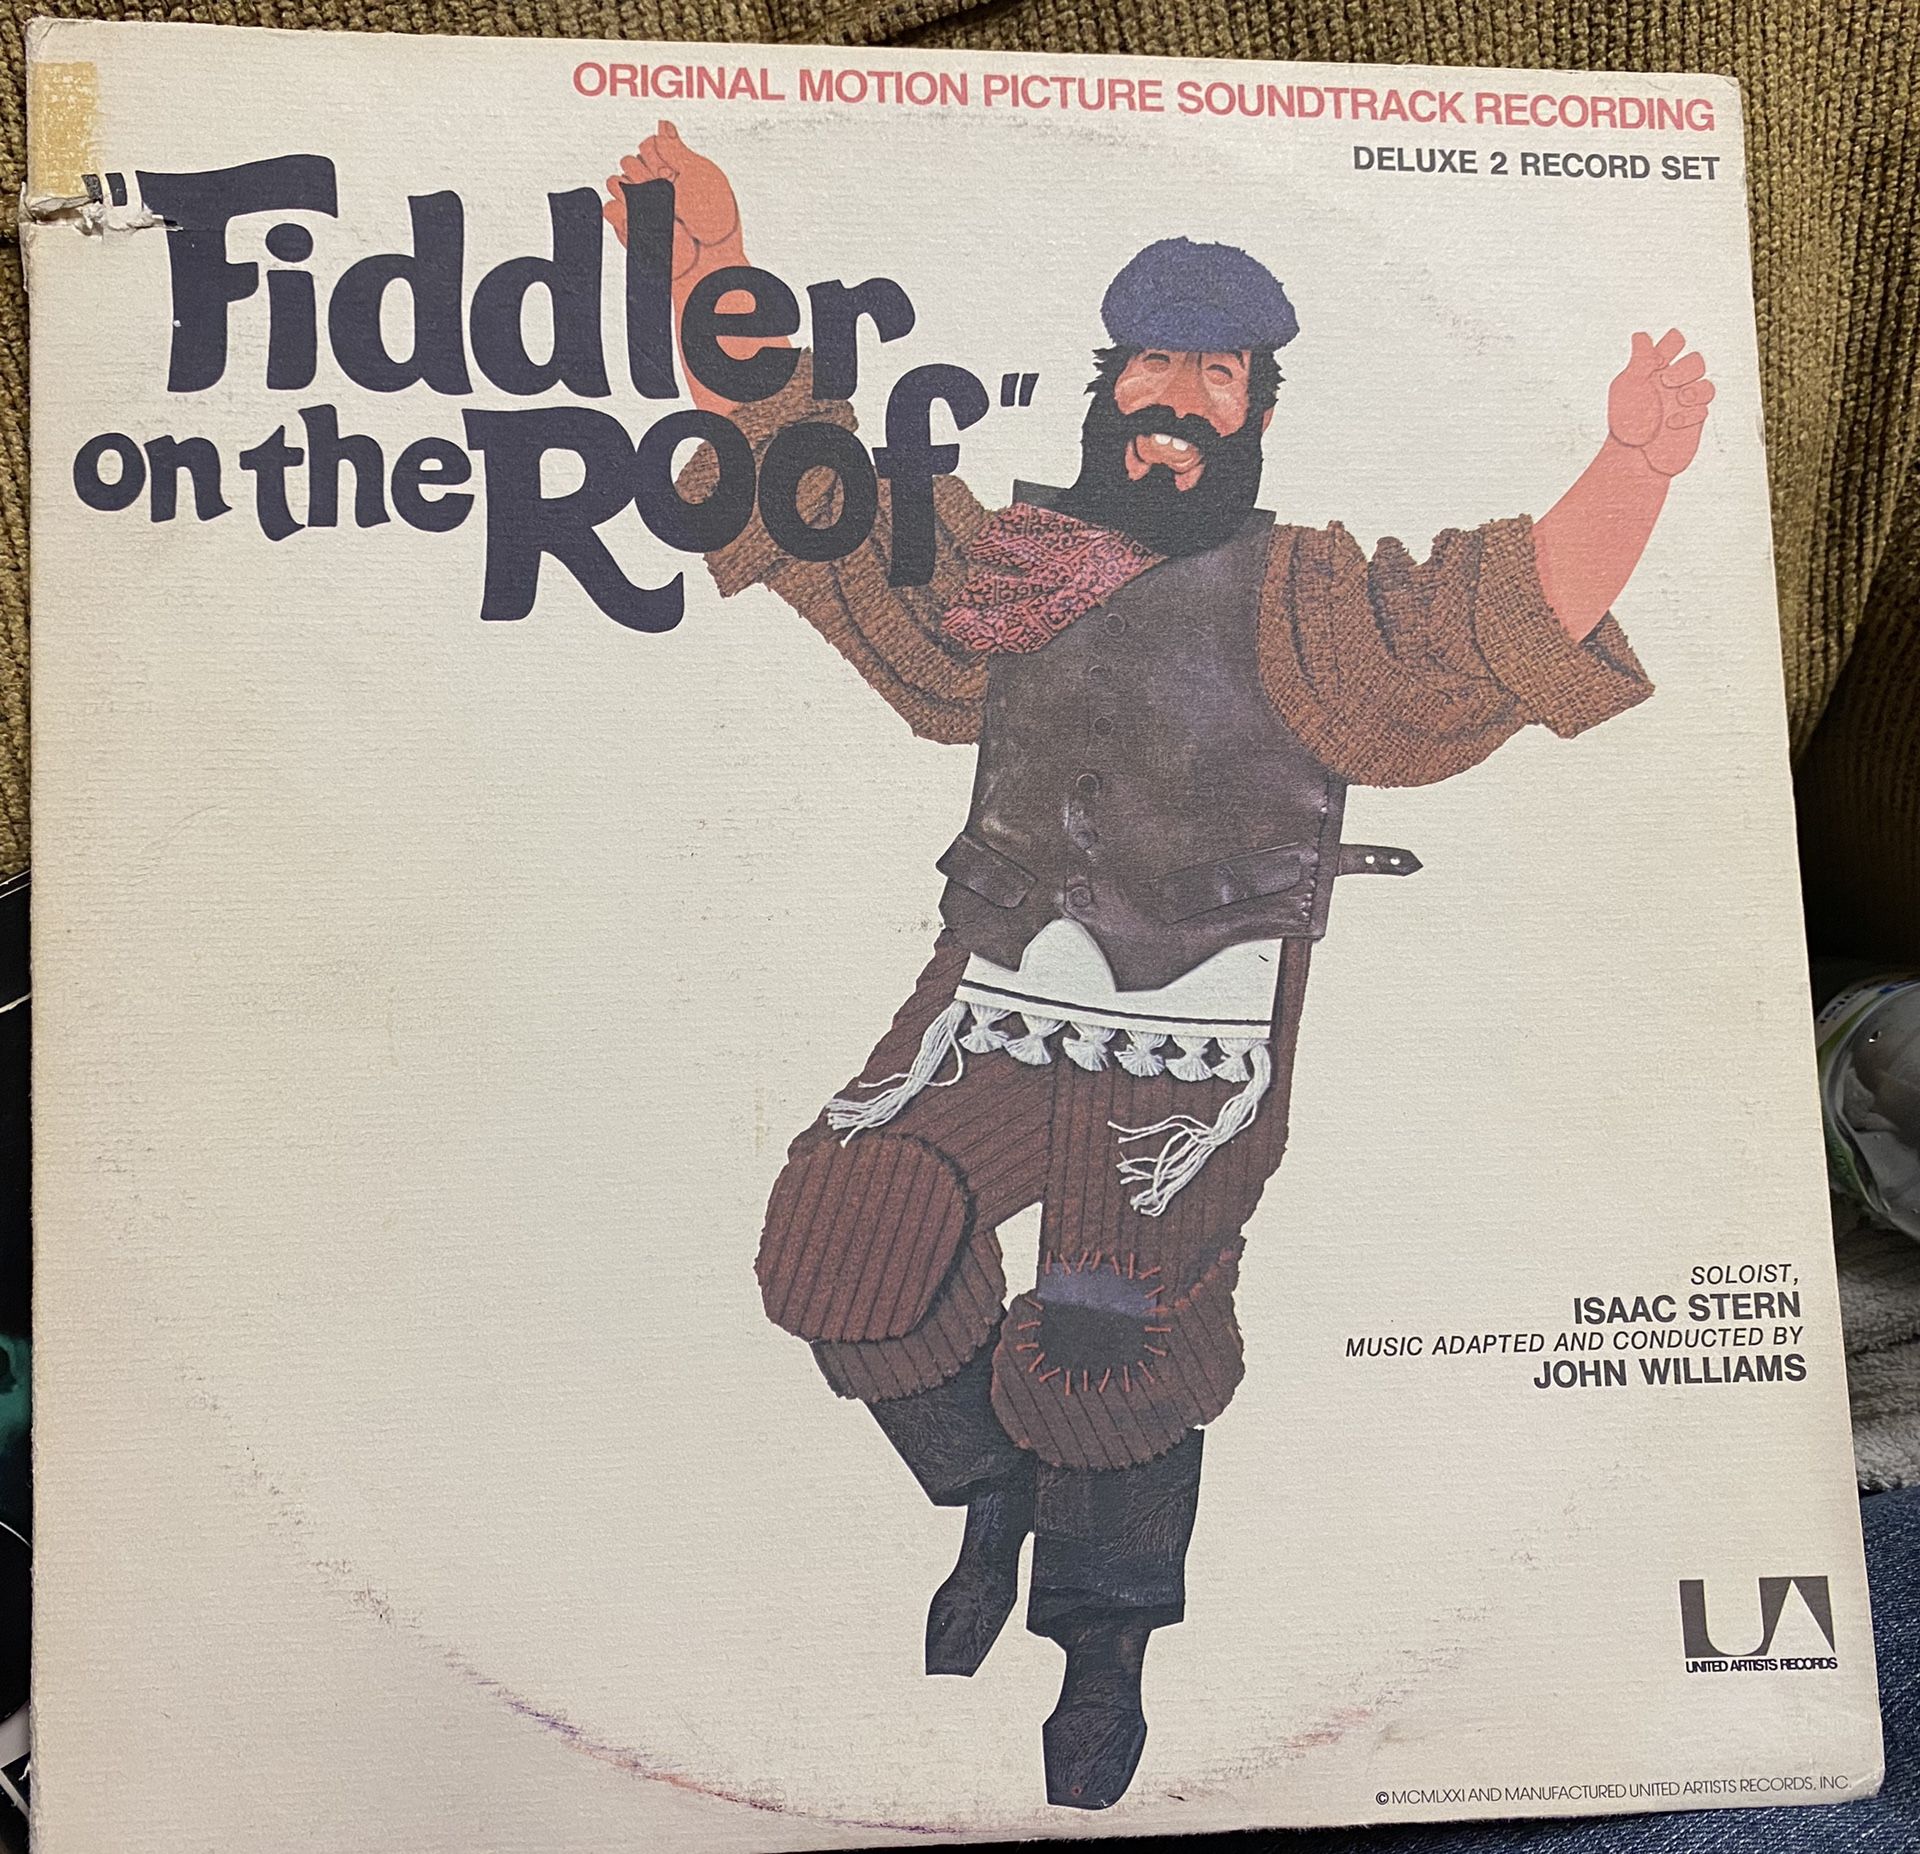 ORIGINAL MOTION PICTURE SOUNDTRACK RECORDING
DELUXE 2 RECORD SET
"Fiddler
on the Roof"
SOLOIST,
ISAAC STERN
MUSIC ADAPTED AND CONDUCTED BY
JOHN WILLIAMS
UA
UNITED ARTISTS RECORDS
©MCMLXXI AND MANUFACTURED UNITED ARTISTS RECORDS, INC.